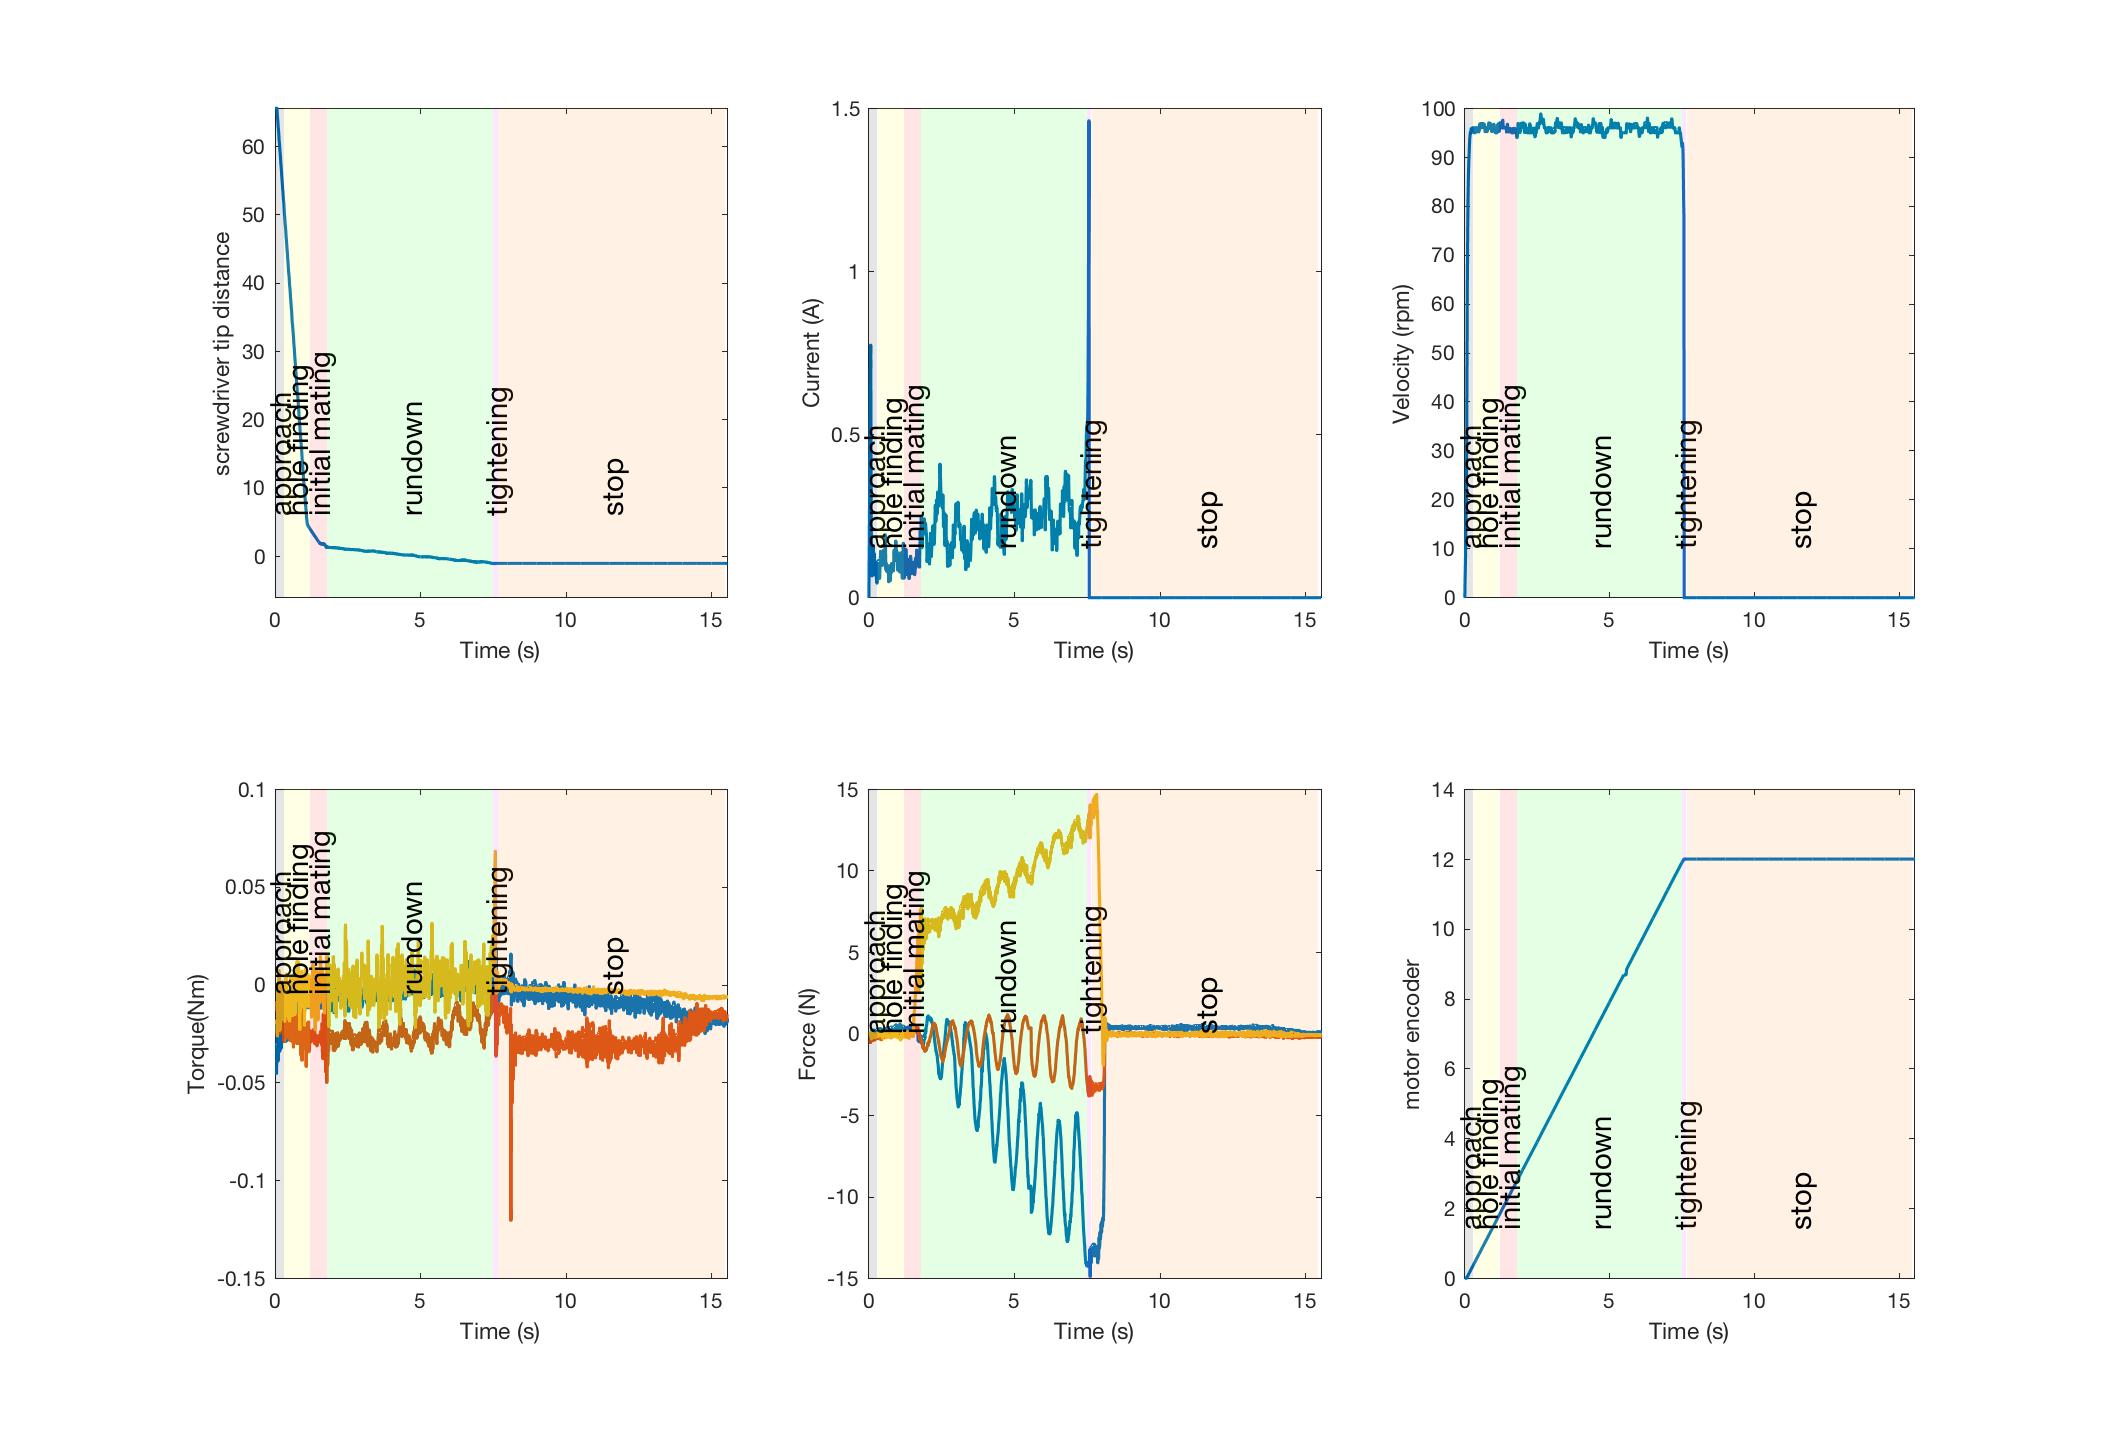 screwdriver tip distance
60
50
40
30
20
10
0
approach
hole finding
initial mating
rundown
tightening
stop
0 5 10 15
Time (s)
Current (A)
1.5
1
0.5
0
approach
hole finding
initial mating
rundown
tightening
stop
0 5 10 15
Time (s)
Velocity (rpm)
100
90
80
70
60
50
40
30
20
10
0
approach
hole finding
initial mating
rundown
tightening
stop
0 5 10 15
Time (s)
Torque(Nm)
0.1
0.05
0
-0.05
-0.1
-0.15
approach
hole finding
initial mating
rundown
tightening
stop
0 5 10 15
Time (s)
Force (N)
15
10
5
0
-5
-10
-15
approach
hole finding
initial mating
rundown
tightening
stop
0 5 10 15
Time (s)
motor encoder
14
12
10
8
6
4
2
0
approach
hole finding
initial mating
rundown
tightening
stop
0 5 10 15
Time (s)